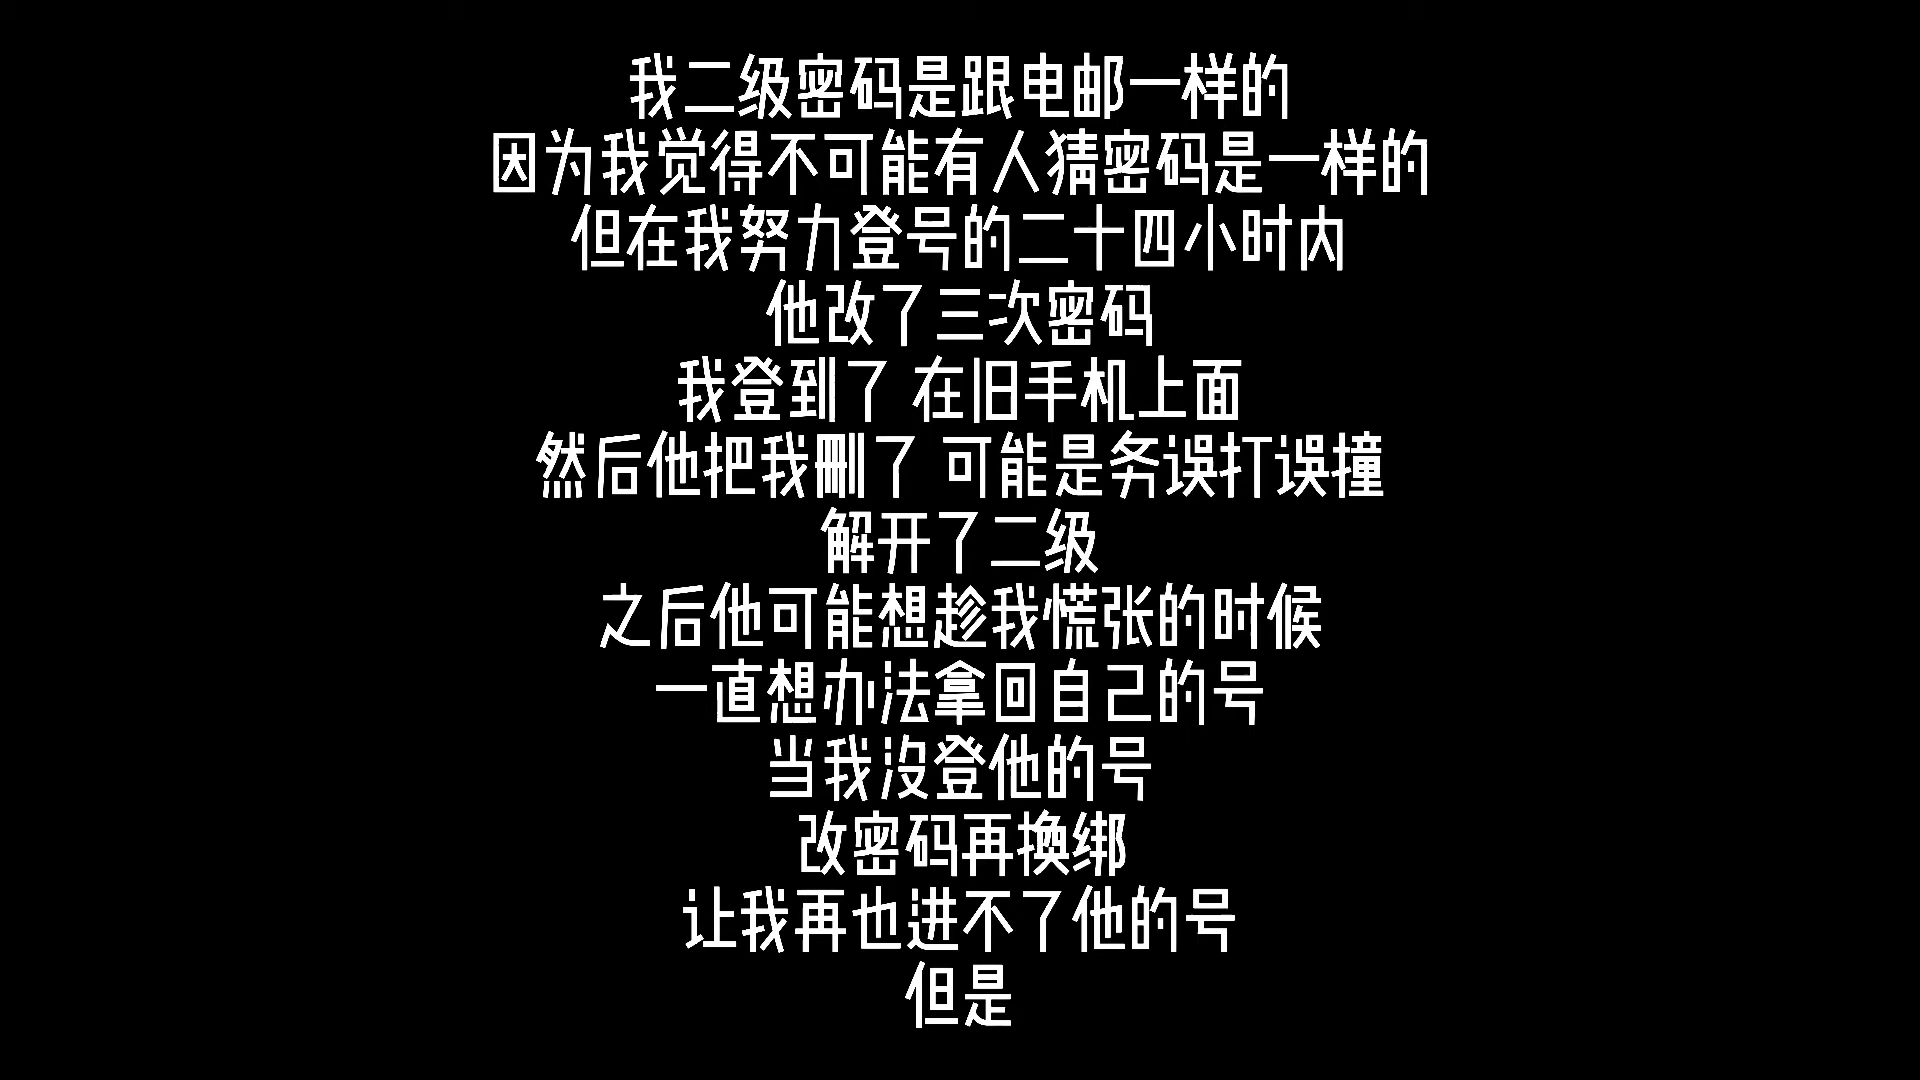 我二级密码是跟电邮一样的
因为我觉得不可能有人猜密码是一样的
但在我努力登号的二十四小时内
他改了三次密码
我登到了 在旧手机上面
然后他把我删了 可能是务误打误撞
解开了二级
之后他可能想趁我慌张的时候
一直想办法拿回自己的号
当我没登他的号
改密码再换绑
让我再也进不了他的号
但是